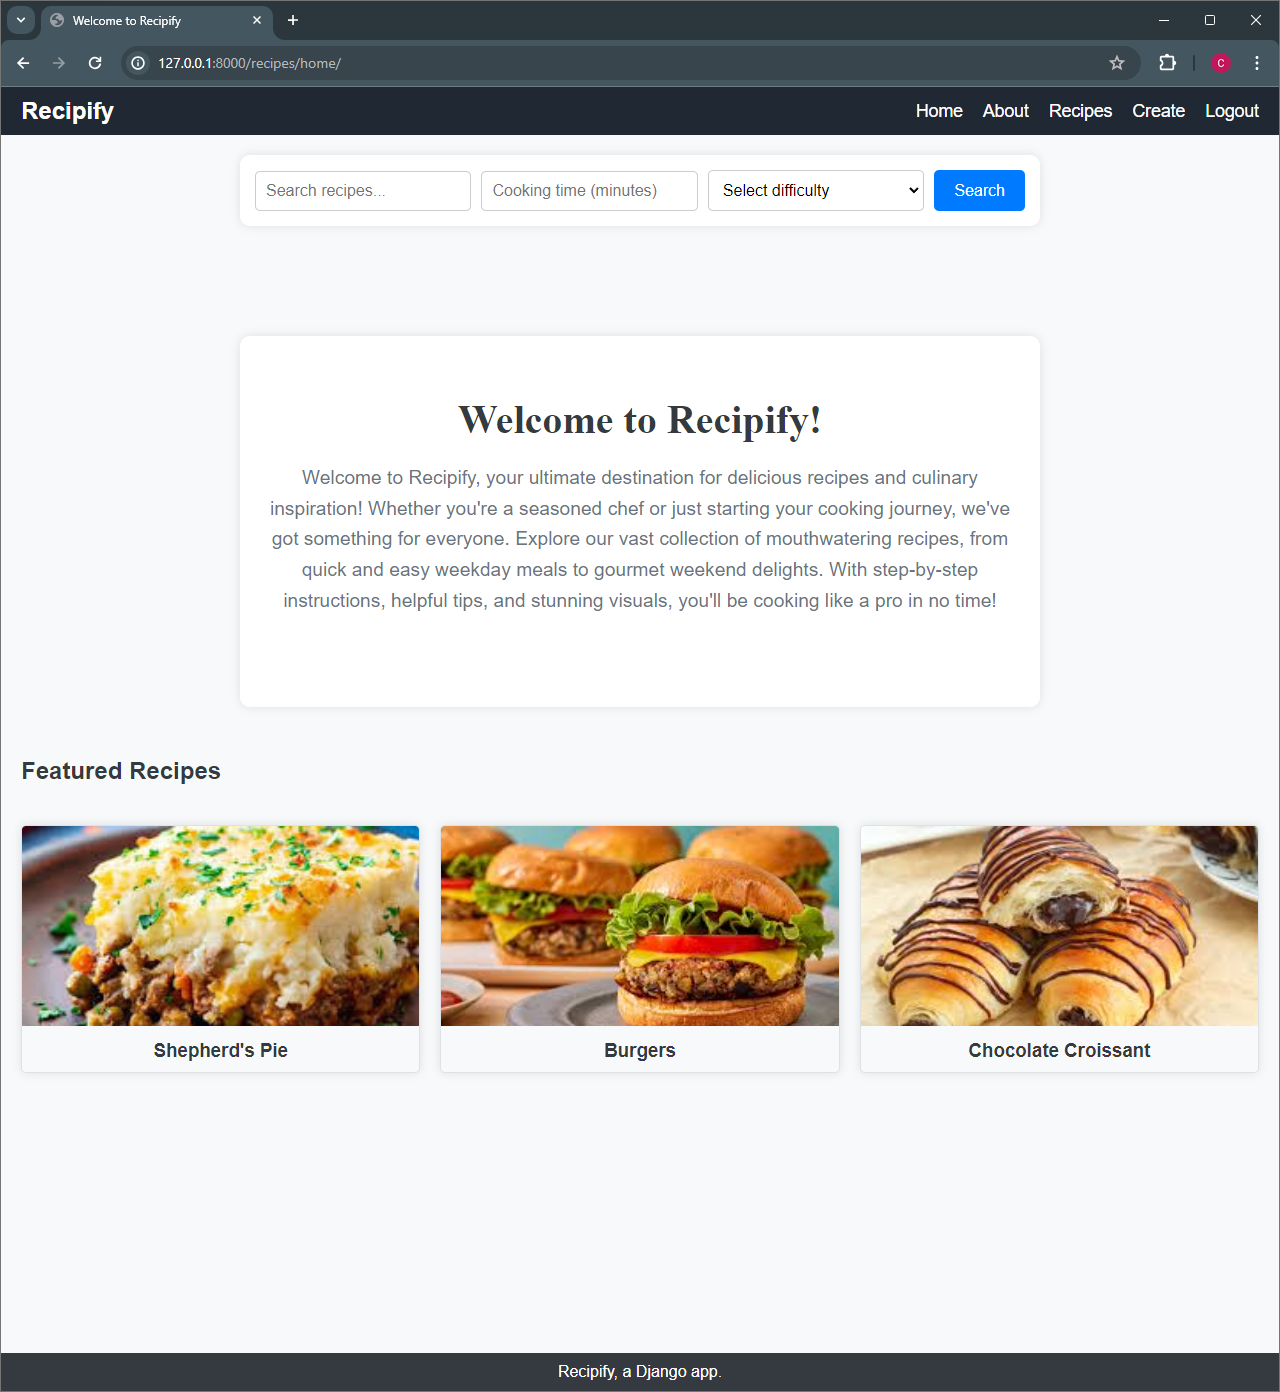 Welcome to Recipify
127.0.0.1:8000/recipes/home/
C
Recipify
Home About Recipes Create Logout
Search recipes... Cooking time (minutes) Select difficulty Search
Welcome to Recipify!
Welcome to Recipify, your ultimate destination for delicious recipes and culinary
inspiration! Whether you're a seasoned chef or just starting your cooking journey, we've
got something for everyone. Explore our vast collection of mouthwatering recipes, from
quick and easy weekday meals to gourmet weekend delights. With step-by-step
instructions, helpful tips, and stunning visuals, you'll be cooking like a pro in no time!
Featured Recipes
Shepherd's Pie Burgers Chocolate Croissant
Recipify, a Django app.